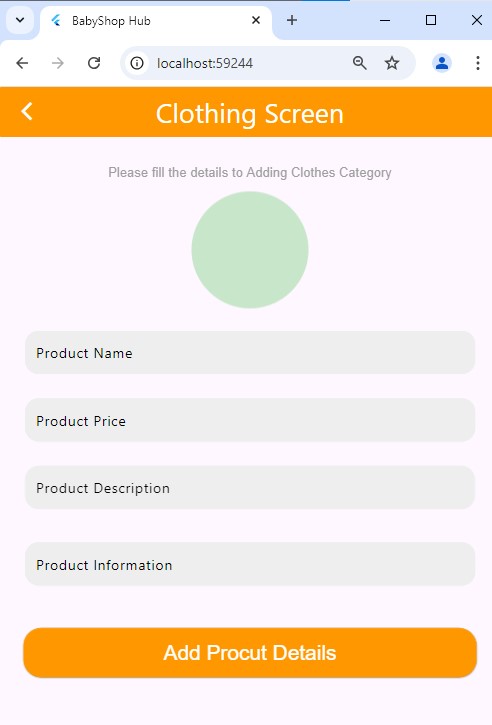 BabyShop Hub
localhost:59244
Clothing Screen
Please fill the details to Adding Clothes Category
Product Name
Product Price
Product Description
Product Information
Add Procut Details